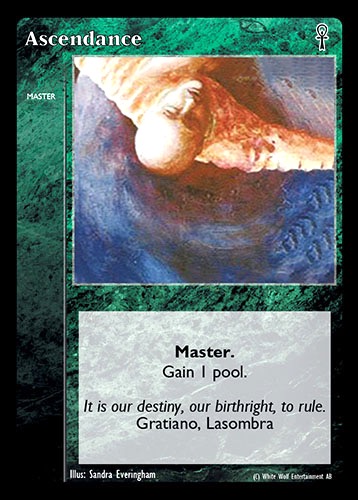 Ascendance
MASTER
Master.
Gain 1 pool.
It is our destiny, our birthright, to rule.
Gratiano, Lasombra
Illus: Sandra Everingham
(C) White Wolf Entertainment AB